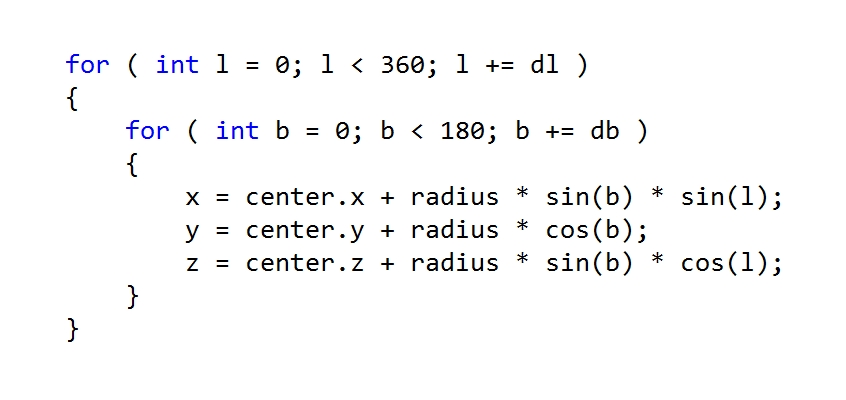 for ( int l = 0; l < 360; l += dl )
{
    for ( int b = 0; b < 180; b += db )
    {
        x = center.x + radius * sin(b) * sin(l);
        y = center.y + radius * cos(b);
        z = center.z + radius * sin(b) * cos(l);
    }
}